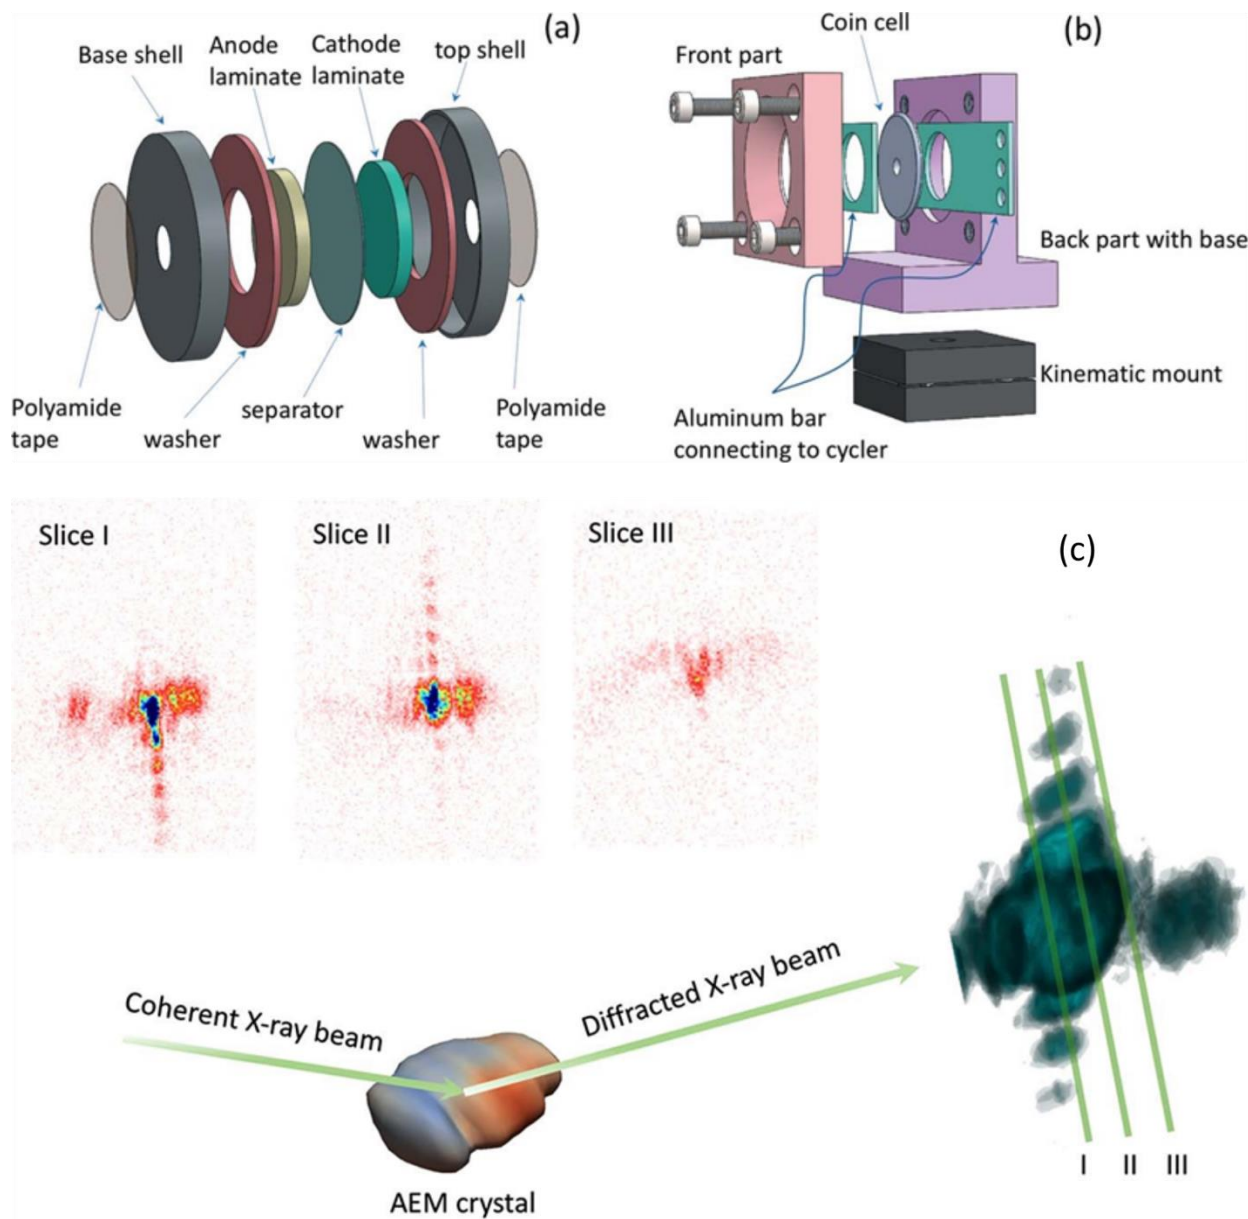 (a)
Base shell
Anode
laminate
Cathode
laminate
top shell
Polyamide
tape
washer
separator
washer
Polyamide
tape
(b)
Coin cell
Front part
Back part with base
Kinematic mount
Aluminum bar
connecting to cycler
Slice I
Slice II
Slice III
(c)
Coherent X-ray beam
Diffracted X-ray beam
AEM crystal
I
II
III